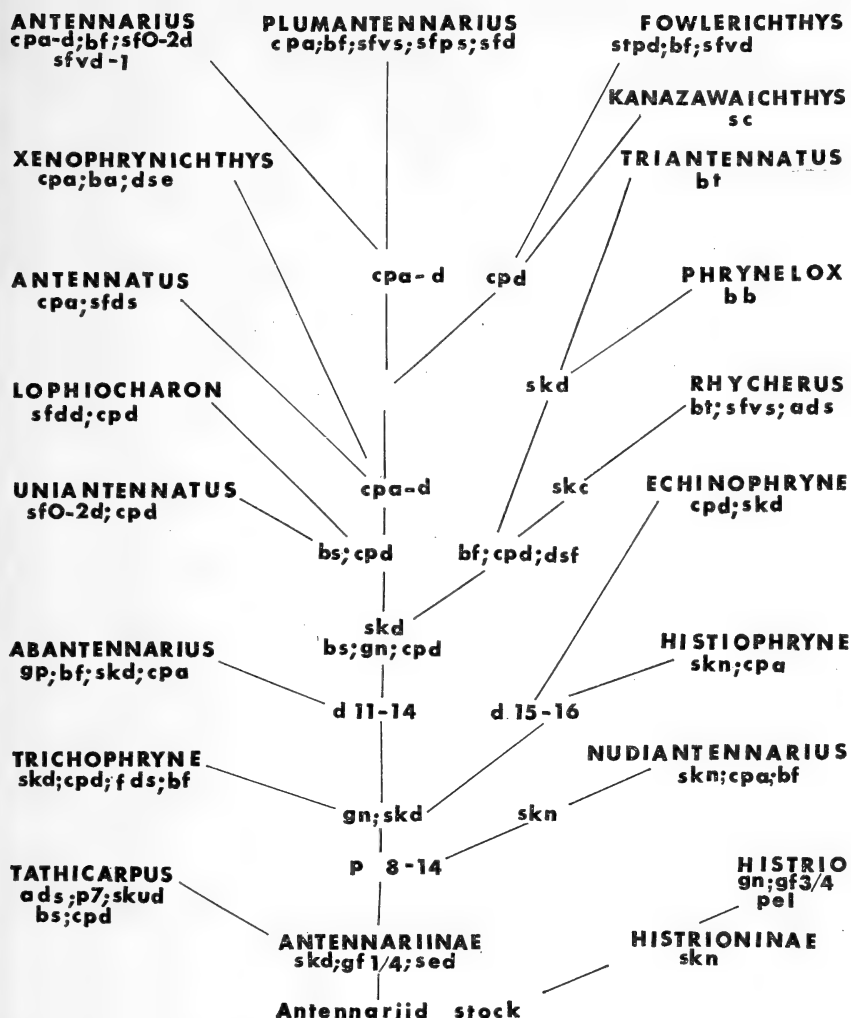 ANTENNARIUS
cpa-d;bf;sf0-2d
sfvd-1
PLUMANTENNARIUS
cpa;bf;sfvs;sfps;sfd
FOWLERICHTHYS
stpd;bf;sfvd
KANAZAWAICHTHYS
sc
XENOPHRYNICHTHYS
cpa;ba;dse
TRIANTENNATUS
bt
cpa-d
cpd
ANTENNATUS
cpa;sfds
PHRYNELOX
bb
LOPHIOCHARON
sfdd;cpd
skd
RHYCHERUS
bt;sfvs;ads
UNIANTENNATUS
sf0-2d;cpd
cpa-d
skc
ECHINOPHRYNE
cpd;skd
bs;cpd
bf;cpd;dsf
skd
bs;gn;cpd
ABANTENNARIUS
gp;bf;skd;cpa
HISTIOPHRYNE
skn;cpa
d 11-14
d 15-16
TRICHOPHRYNE
skd;cpd;fds;bf
NUDIANTENNARIUS
skn;cpa;bf
gn;skd
skn
p 8-14
TATHICARPUS
ads;p7;skud
bs;cpd
HISTRIO
gn;gf3/4
pel
ANTENNARIINAE
skd;gf1/4;sed
HISTRIONINAE
skn
Antennariid stock